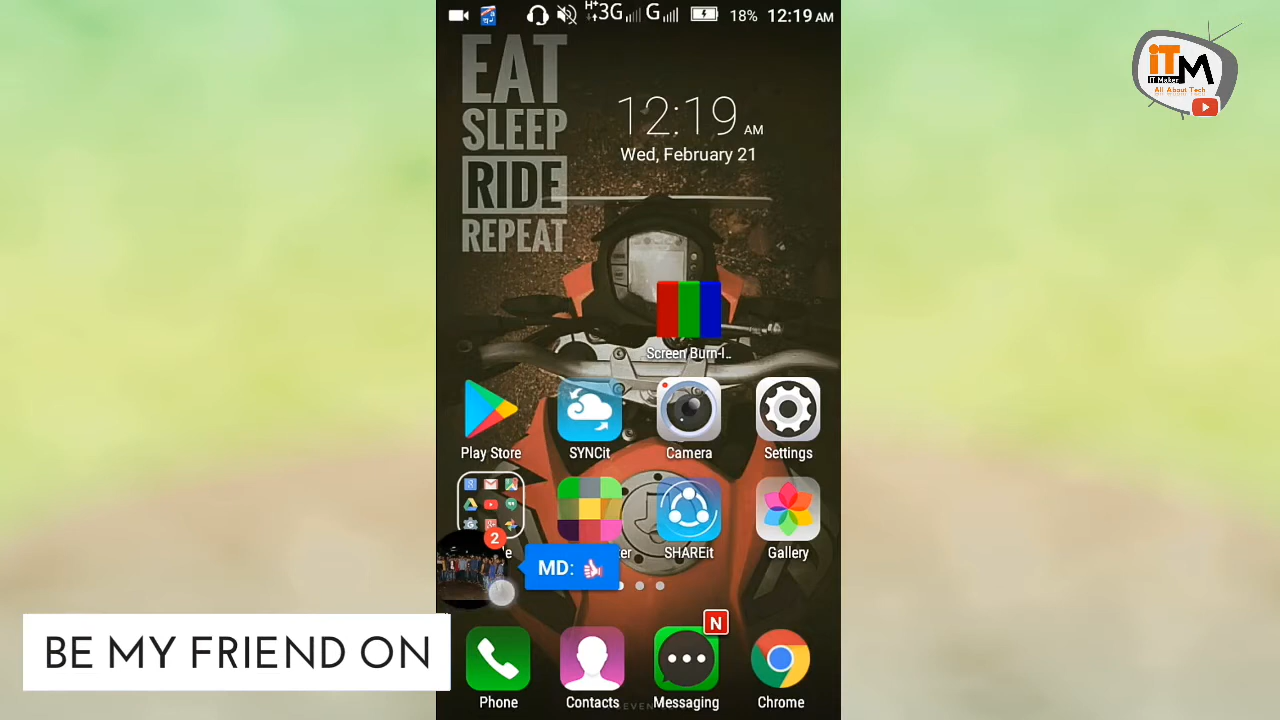 H+
3G
G
18%
12:19 AM
iTM
IT Maker
All About Tech
EAT
SLEEP
RIDE
REPEAT
12:19 AM
Wed, February 21
Screen Burn-I..
Play Store
SYNCit
Camera
Settings
2
SHAREit
Gallery
MD:
N
BE MY FRIEND ON
Phone
Contacts
Messaging
Chrome